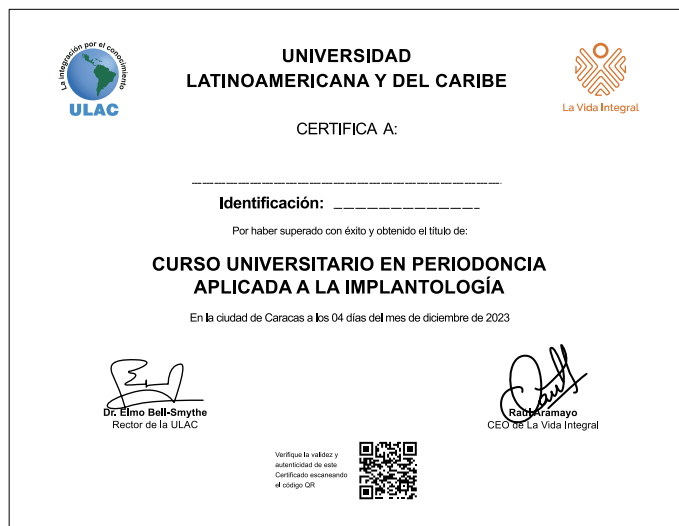 La integración por el conocimiento
ULAC
UNIVERSIDAD
LATINOAMERICANA Y DEL CARIBE
La Vida Integral
CERTIFICA A:
Identificación:
Por haber superado con éxito y obtenido el título de:
CURSO UNIVERSITARIO EN PERIODONCIA
APLICADA A LA IMPLANTOLOGÍA
En la ciudad de Caracas a los 04 días del mes de diciembre de 2023
Dr. Elmo Bell-Smythe
Rector de la ULAC
Raúl Aramayo
CEO de La Vida Integral
Verifique la validez y
autenticidad de este
Certificado escaneando
el código QR